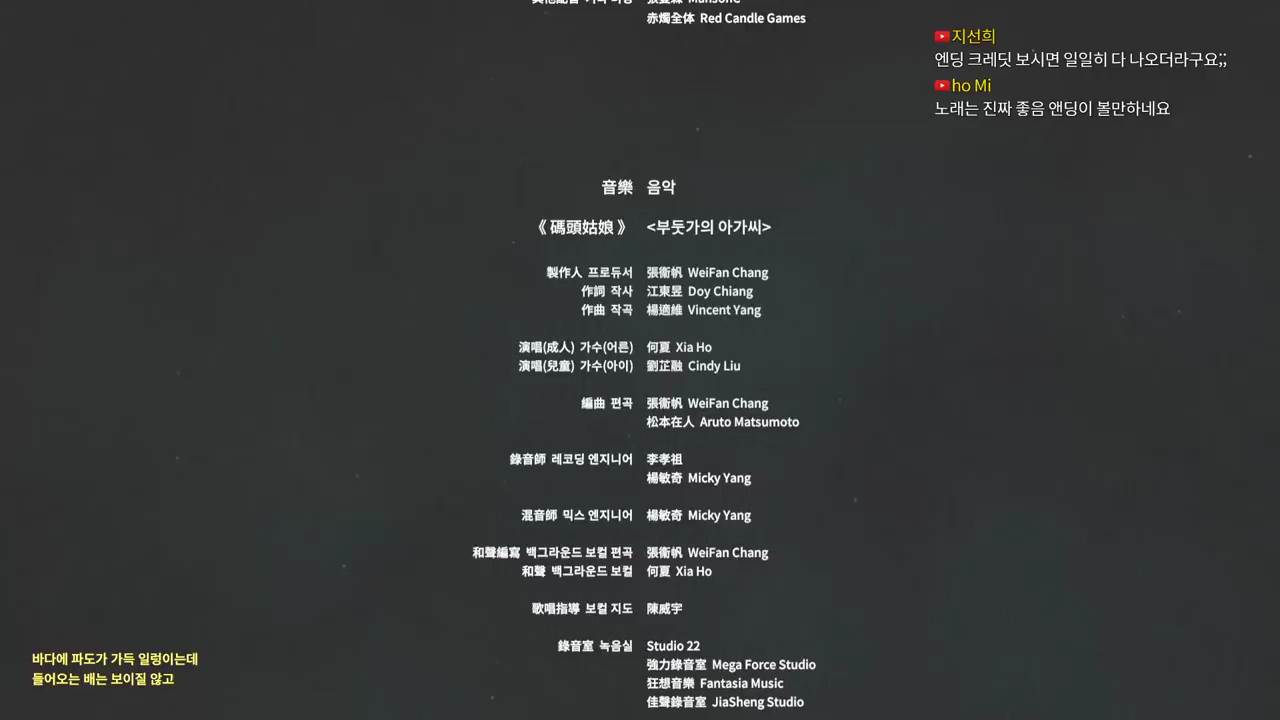 赤燭全体 Red Candle Games
지선희
엔딩 크레딧 보시면 일일히 다 나오더라구요;;
ho Mi
노래는 진짜 좋음 앤딩이 볼만하네요
音樂 음악
《碼頭姑娘》 <부둣가의 아가씨>
製作人 프로듀서 張衞帆 WeiFan Chang
作詞 작사 江東昱 Doy Chiang
作曲 작곡 楊適維 Vincent Yang
演唱(成人) 가수(어른) 何夏 Xia Ho
演唱(兒童) 가수(아이) 劉芷融 Cindy Liu
編曲 편곡 張衞帆 WeiFan Chang
松本在人 Aruto Matsumoto
錄音師 레코딩 엔지니어 李孝祖
楊敏奇 Micky Yang
混音師 믹스 엔지니어 楊敏奇 Micky Yang
和聲編寫 백그라운드 보컬 편곡 張衞帆 WeiFan Chang
和聲 백그라운드 보컬 何夏 Xia Ho
歌唱指導 보컬 지도 陳威宇
錄音室 녹음실 Studio 22
強力錄音室 Mega Force Studio
狂想音樂 Fantasia Music
佳聲錄音室 JiaSheng Studio
바다에 파도가 가득 일렁이는데
들어오는 배는 보이질 않고